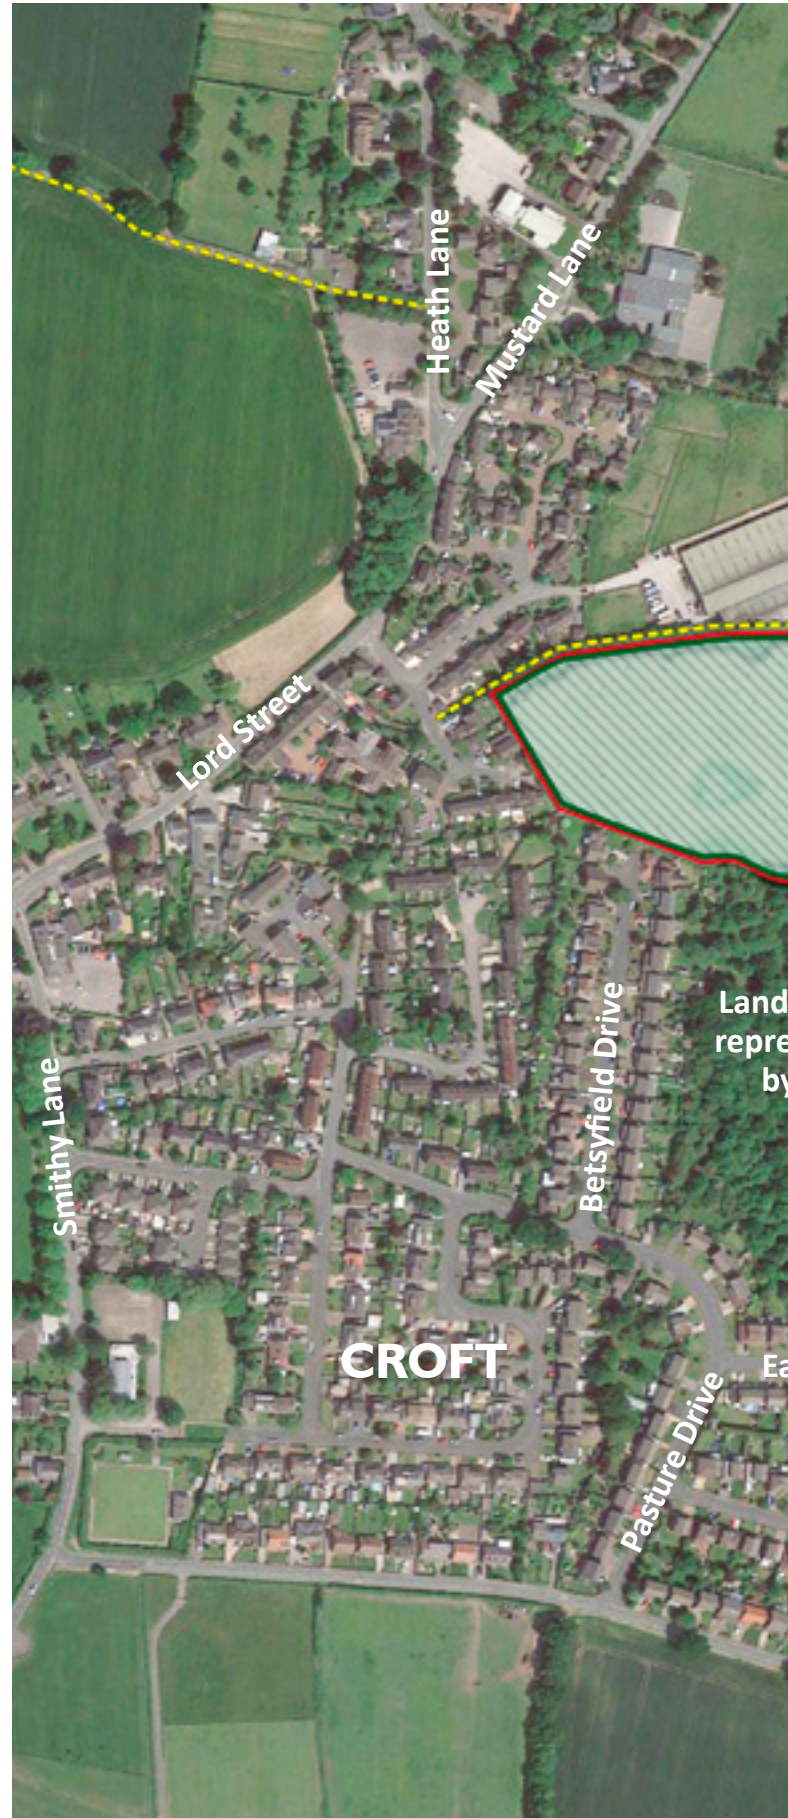 Heath Lane
Mustard Lane
Lord Street
Land
repre
by
Betsyfield Drive
Smithy Lane
CROFT
Ea
Pasture Drive